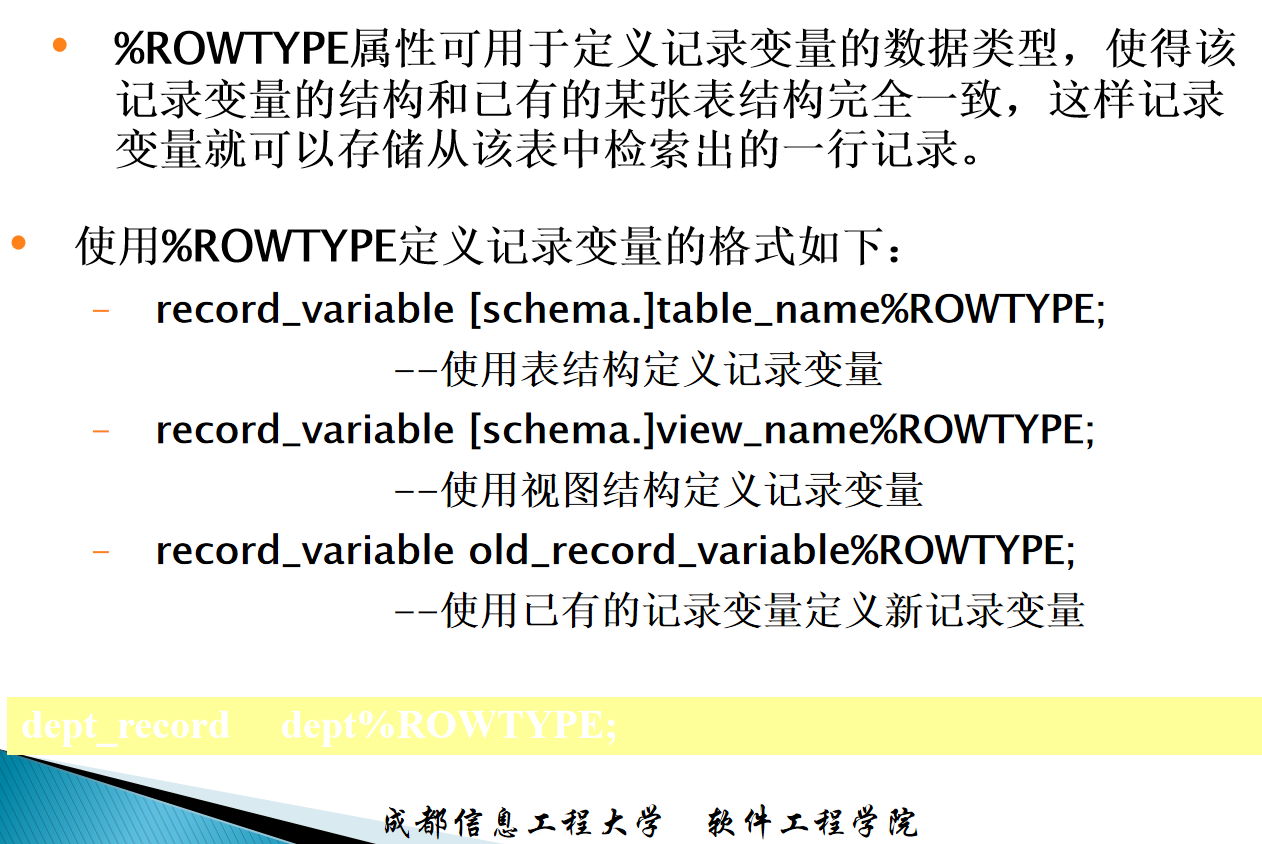 • %ROWTYPE属性可用于定义记录变量的数据类型，使得该
记录变量的结构和已有的某张表结构完全一致，这样记录
变量就可以存储从该表中检索出的一行记录。
• 使用%ROWTYPE定义记录变量的格式如下：
– record_variable [schema.]table_name%ROWTYPE;
--使用表结构定义记录变量
– record_variable [schema.]view_name%ROWTYPE;
--使用视图结构定义记录变量
– record_variable old_record_variable%ROWTYPE;
--使用已有的记录变量定义新记录变量
dept_record dept%ROWTYPE;
成都信息工程大学 软件工程学院